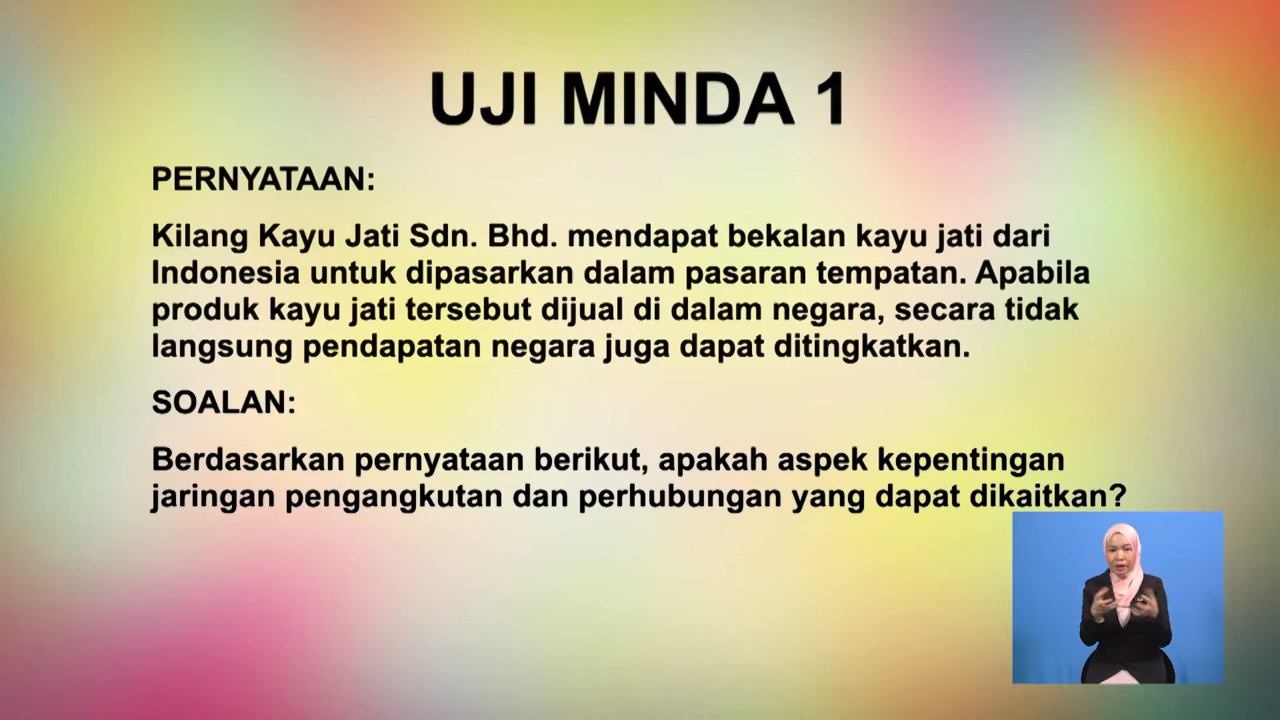 UJI MINDA 1
PERNYATAAN:
Kilang Kayu Jati Sdn. Bhd. mendapat bekalan kayu jati dari
Indonesia untuk dipasarkan dalam pasaran tempatan. Apabila
produk kayu jati tersebut dijual di dalam negara, secara tidak
langsung pendapatan negara juga dapat ditingkatkan.
SOALAN:
Berdasarkan pernyataan berikut, apakah aspek kepentingan
jaringan pengangkutan dan perhubungan yang dapat dikaitkan?